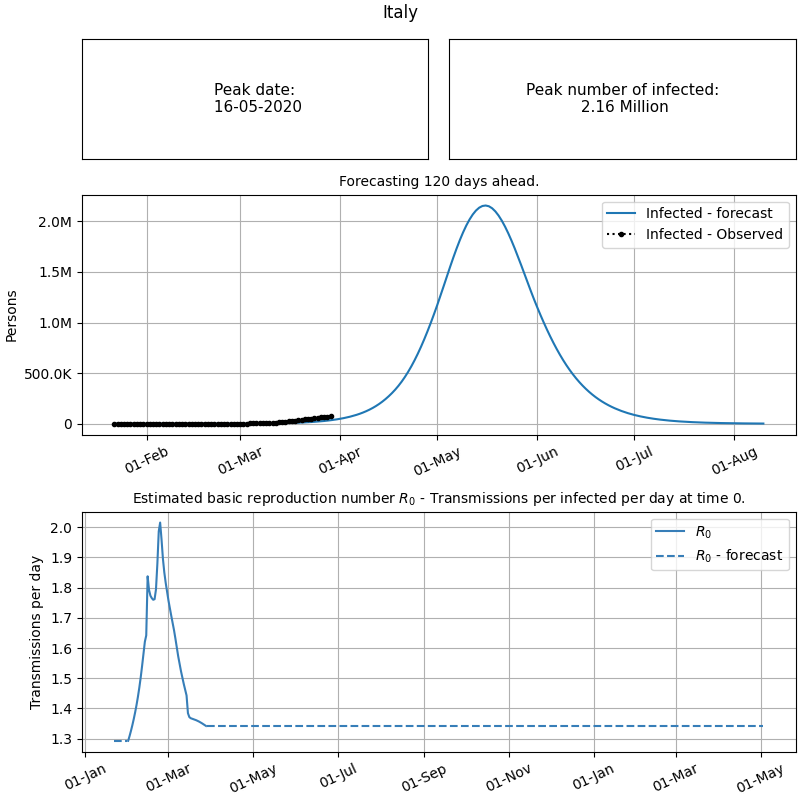 Italy
Peak date:
16-05-2020
Peak number of infected:
2.16 Million
Forecasting 120 days ahead.
Infected - forecast
Infected - Observed
Persons
2.0M
1.5M
1.0M
500.0K
0
01-Feb
01-Mar
01-Apr
01-May
01-Jun
01-Jul
01-Aug
Estimated basic reproduction number R₀ - Transmissions per infected per day at time 0.
R₀
R₀ - forecast
Transmissions per day
2.0
1.9
1.8
1.7
1.6
1.5
1.4
1.3
01-Jan
01-Mar
01-May
01-Jul
01-Sep
01-Nov
01-Jan
01-Mar
01-May